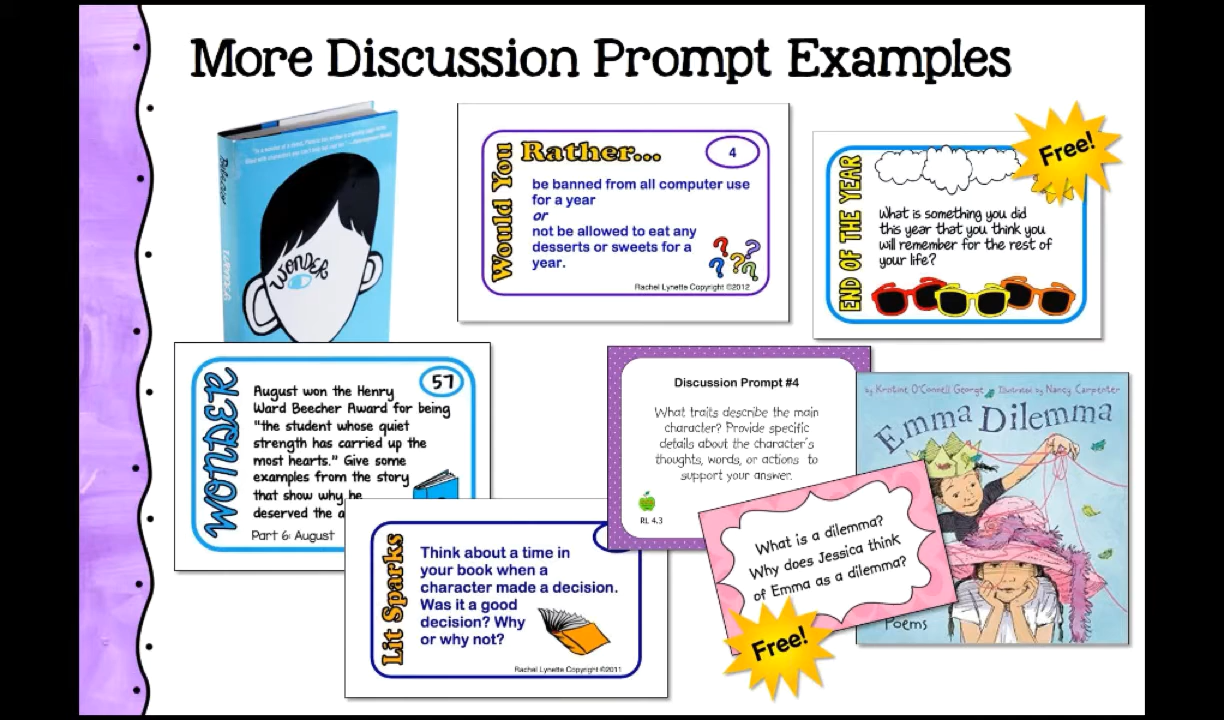 More Discussion Prompt Examples
WONDER
Would You
Rather...
4
be banned from all computer use
for a year
or
not be allowed to eat any
desserts or sweets for a
year.
Rachel Lynette Copyright ©2012
Free!
END OF THE YEAR
What is something you did
this year that you think you
will remember for the rest of
your life?
WONDER
57
August won the Henry
Ward Beecher Award for being
"the student whose quiet
strength has carried up the
most hearts." Give some
examples from the story
that show why he
deserved the a
Part 6: August
Discussion Prompt #4
What traits describe the main
character? Provide specific
details about the character's
thoughts, words, or actions to
support your answer.
RL 4.3
by Kristine O'Connell George
Illustrated by Nancy Carpenter
Emma Dilemma
Poems
What is a dilemma?
Why does Jessica think
of Emma as a dilemma?
Free!
Lit Sparks
Think about a time in
your book when a
character made a decision.
Was it a good
decision? Why
or why not?
Rachel Lynette Copyright ©2011